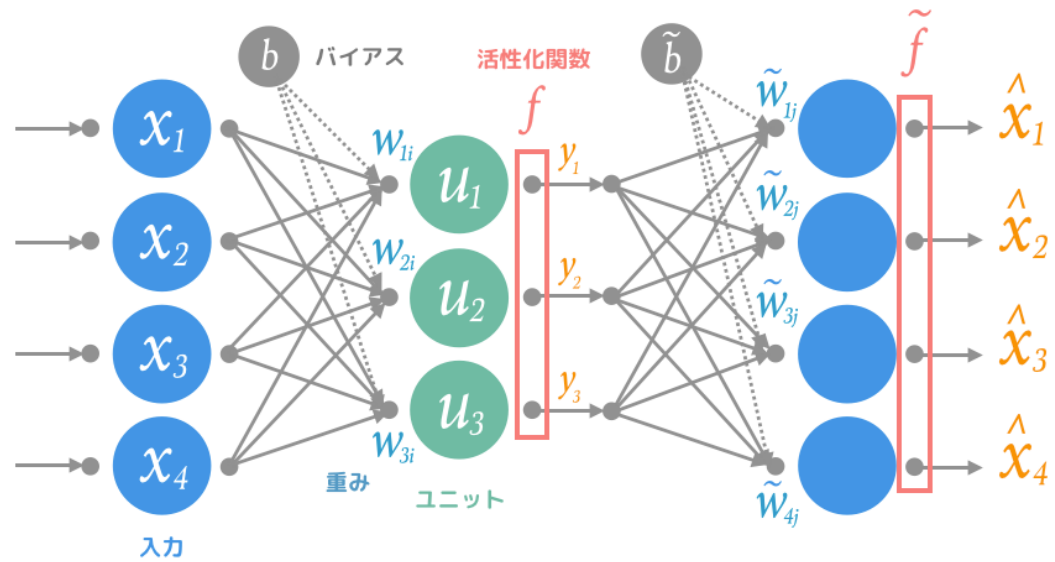 b バイアス
活性化関数
f
b̃
f̃
x₁
x₂
x₃
x₄
入力
w₁ᵢ
w₂ᵢ
w₃ᵢ
重み
u₁
u₂
u₃
ユニット
y₁
y₂
y₃
w̃₁ⱼ
w̃₂ⱼ
w̃₃ⱼ
w̃₄ⱼ
x̂₁
x̂₂
x̂₃
x̂₄